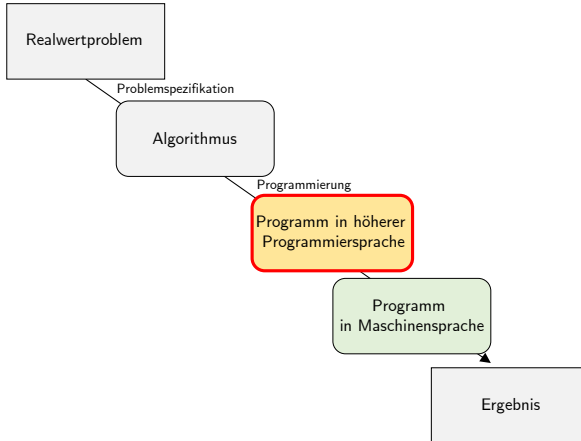 Realwertproblem
Problemspezifikation
Algorithmus
Programmierung
Programm in höherer
Programmiersprache
Programm
in Maschinensprache
Ergebnis